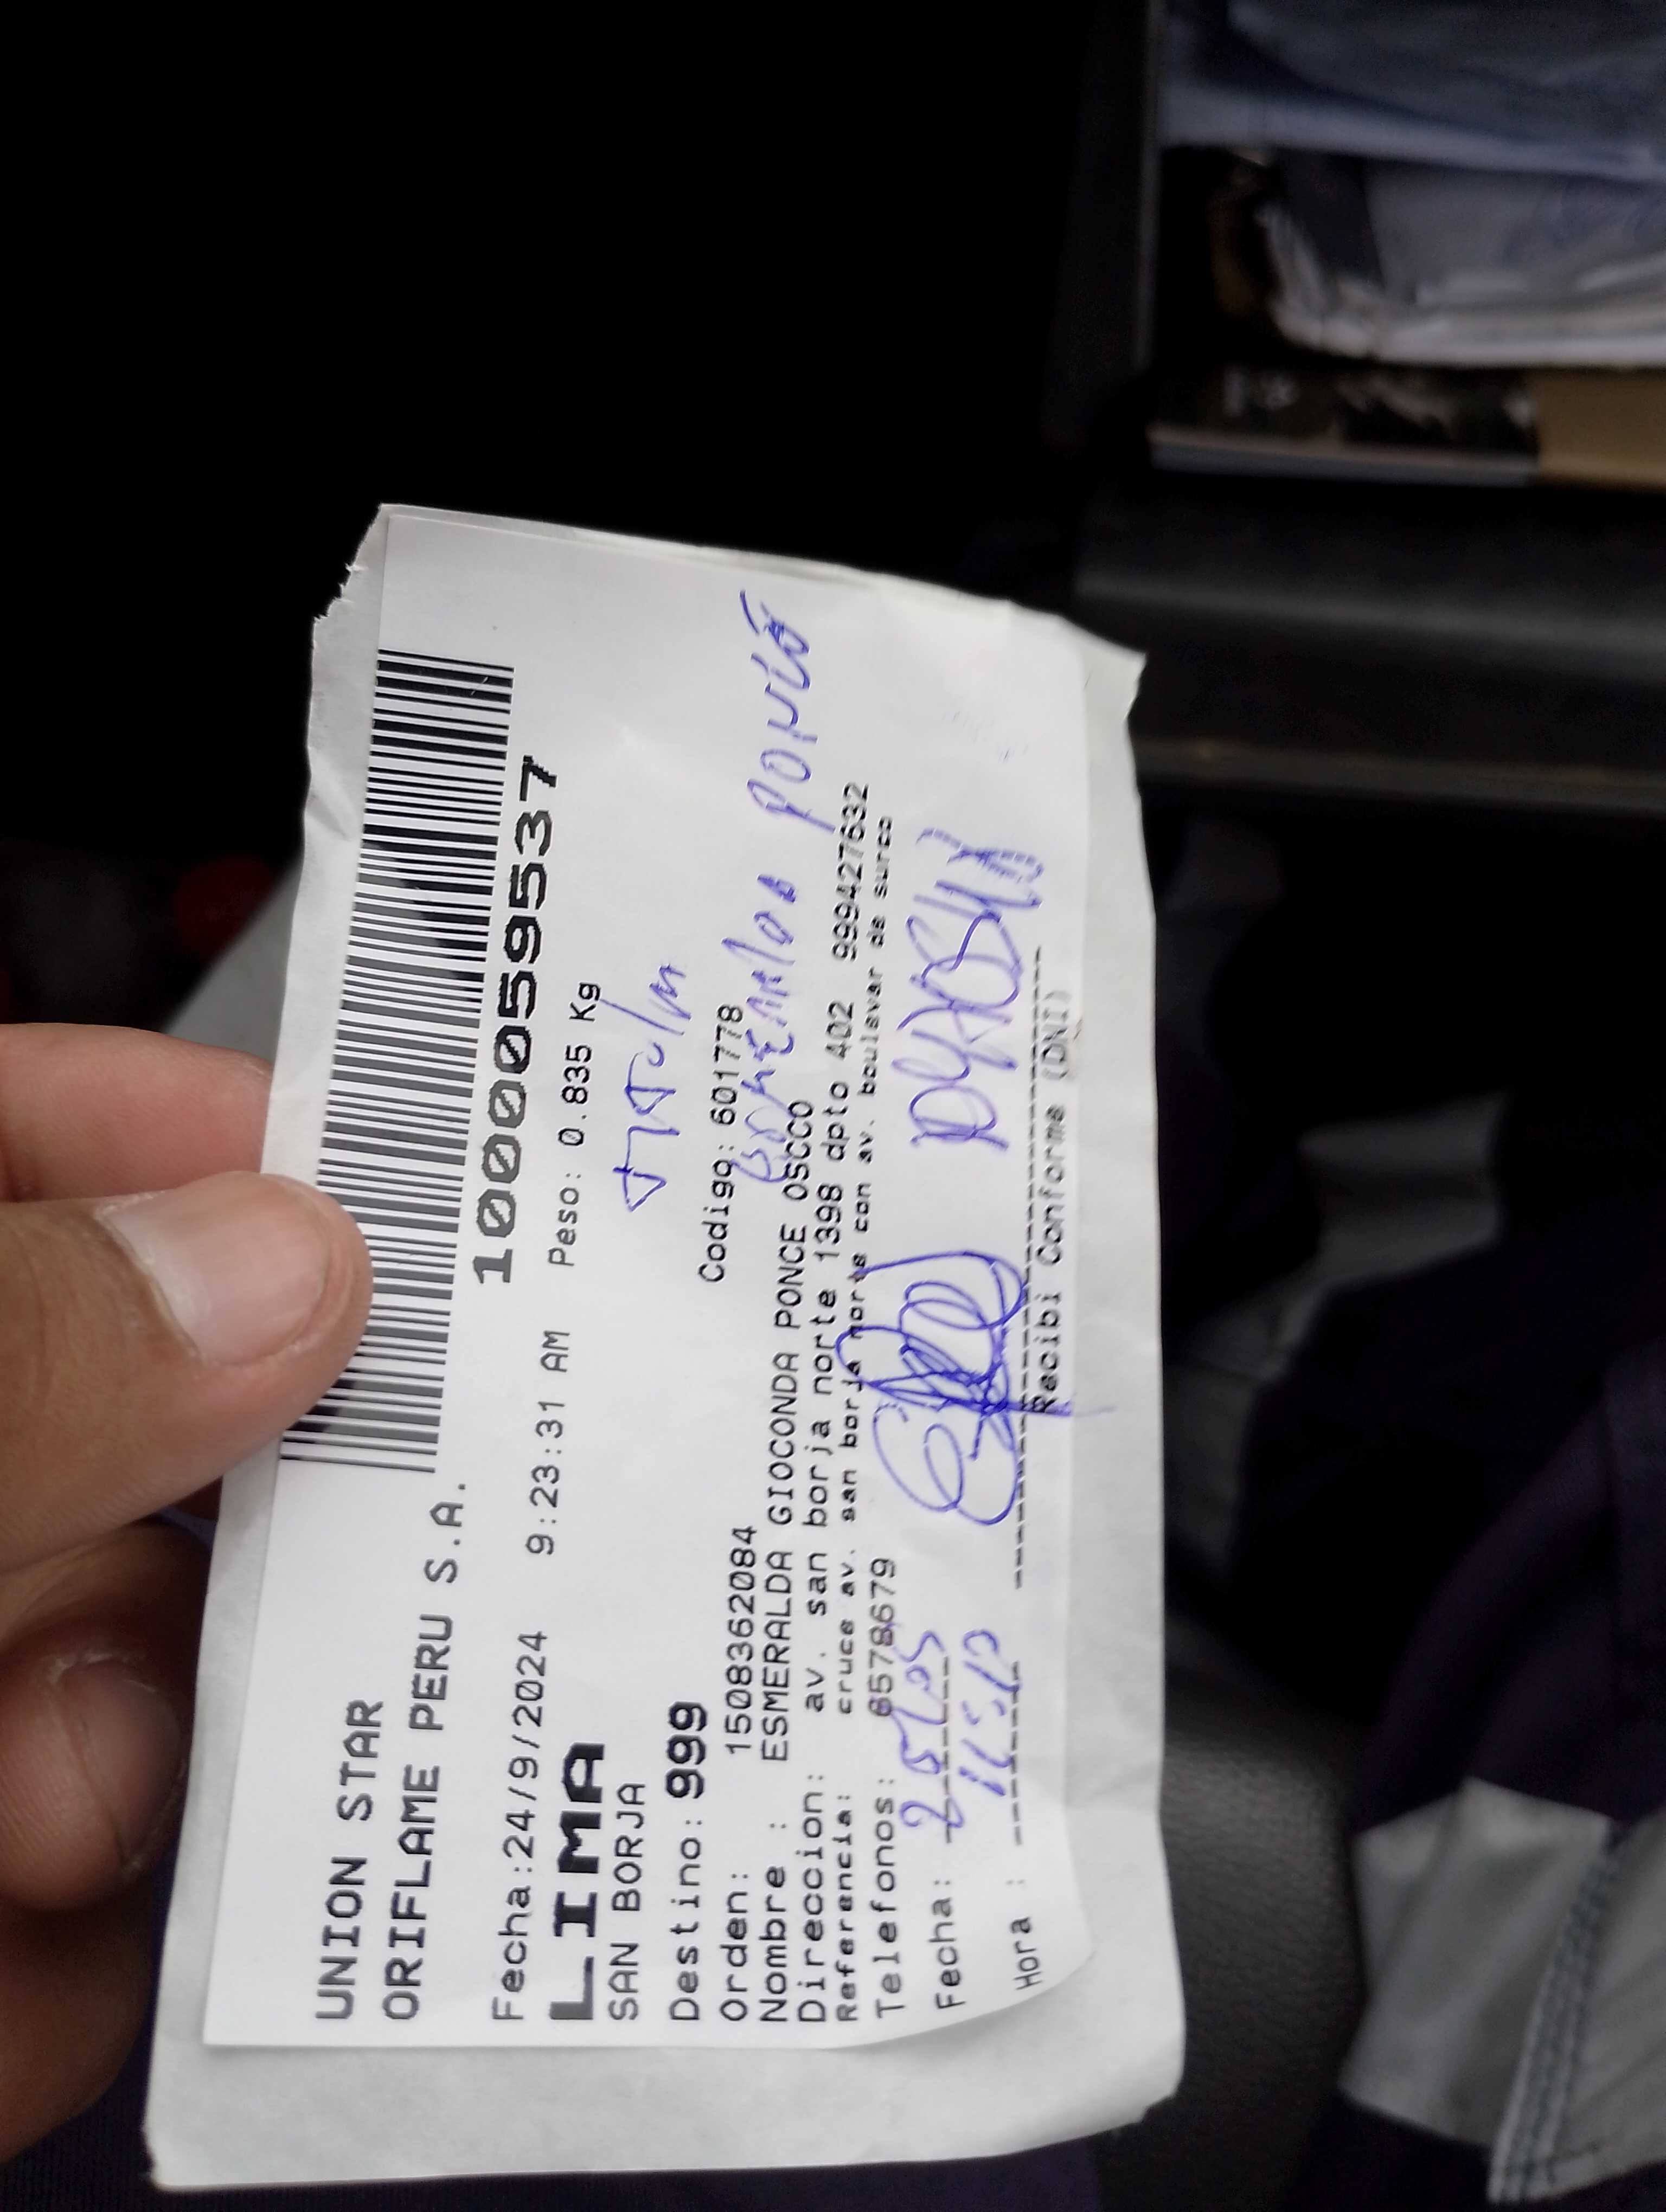 UNION STAR
ORIFLAME PERU S.A.
1000059537
Fecha:24/9/2024 9:23:31 AM Peso: 0.835 Kg
LIMA
SAN BORJA
Destino: 999
Orden: 1508362084 Codigo: 601778
Nombre : ESMERALDA GIOCONDA PONCE OSCCO
Direccion: av. san borja norte 1398 dpto 402 999427632
Referencia: cruce av. san borja norte con av. boulevar de surco
Telefonos: 6578679
Fecha:
Hora :
Recibi Conforme (DNI)